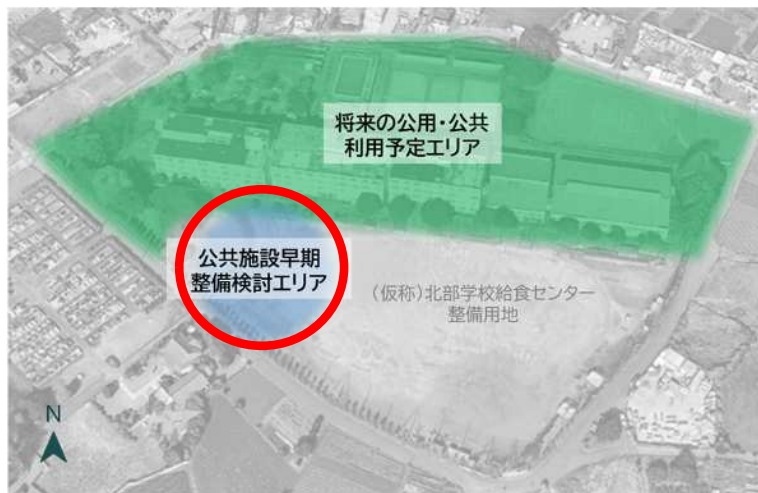 将来の公用・公共
利用予定エリア
公共施設早期
整備検討エリア
（仮称）北部学校給食センター
整備用地
N